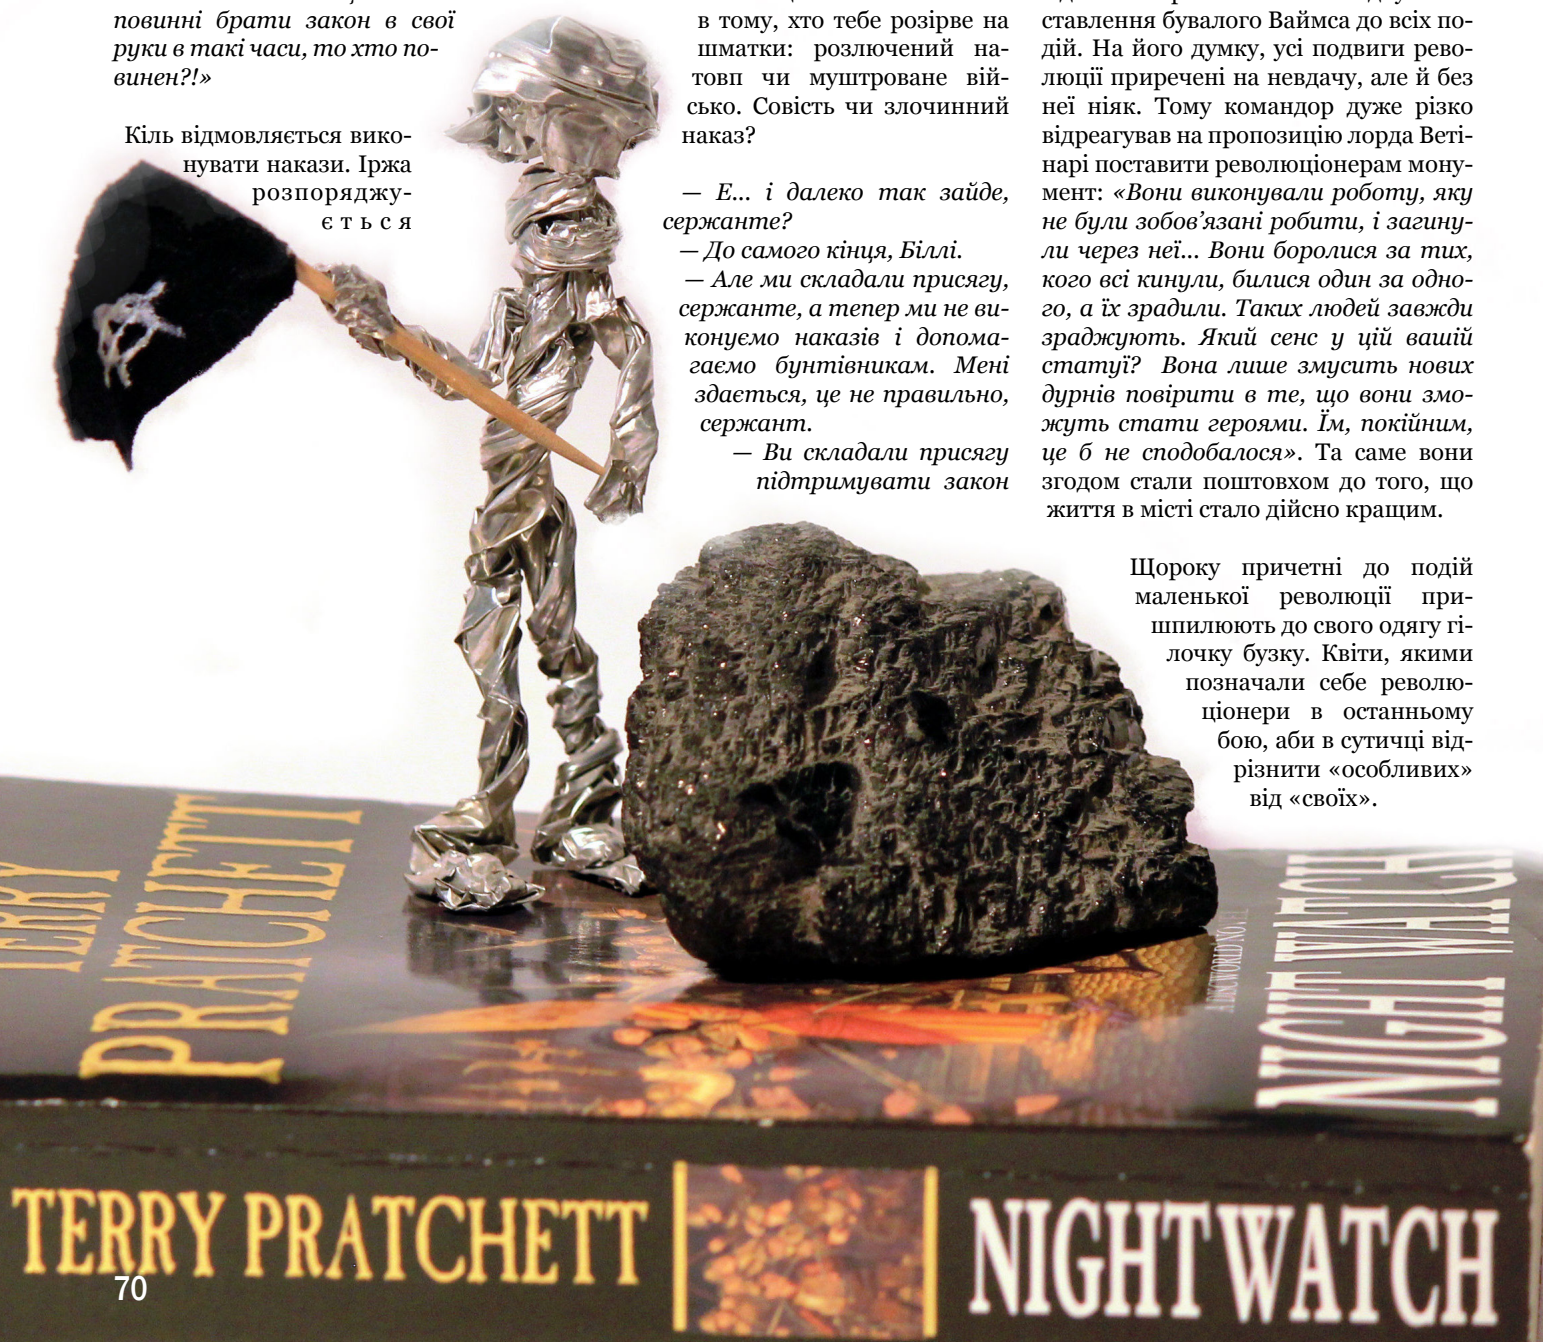 повинні брати закон в свої
руки в такі часи, то хто по-
винен?!»
Кіль відмовляється вико-
нувати накази. Іржа
розпоряджу-
ється
в тому, хто тебе розірве на
шматки: розлючений на-
товп чи муштроване вій-
сько. Совість чи злочинний
наказ?
— Е... і далеко так зайде,
сержанте?
— До самого кінця, Біллі.
— Але ми складали присягу,
сержанте, а тепер ми не ви-
конуємо наказів і допома-
гаємо бунтівникам. Мені
здається, це не правильно,
сержант.
— Ви складали присягу
підтримувати закон
ставлення бувалого Ваймса до всіх по-
дій. На його думку, усі подвиги рево-
люції приречені на невдачу, але й без
неї ніяк. Тому командор дуже різко
відреагував на пропозицію лорда Веті-
нарі поставити революціонерам мону-
мент: «Вони виконували роботу, яку
не були зобов’язані робити, і загину-
ли через неї... Вони боролися за тих,
кого всі кинули, билися один за одно-
го, а їх зрадили. Таких людей завжди
зраджують. Який сенс у цій вашій
статуї? Вона лише змусить нових
дурнів повірити в те, що вони змо-
жуть стати героями. Їм, покійним,
це б не сподобалося». Та саме вони
згодом стали поштовхом до того, що
життя в місті стало дійсно кращим.
Щороку причетні до подій
маленької революції при-
шпилюють до свого одягу гі-
лочку бузку. Квіти, якими
позначали себе револю-
ціонери в останньому
бою, аби в сутичці від-
різнити «особливих»
від «своїх».
TERRY
PRATCHETT
A DISCWORLD NOVEL
NIGHT WATCH
TERRY PRATCHETT
NIGHT WATCH
70